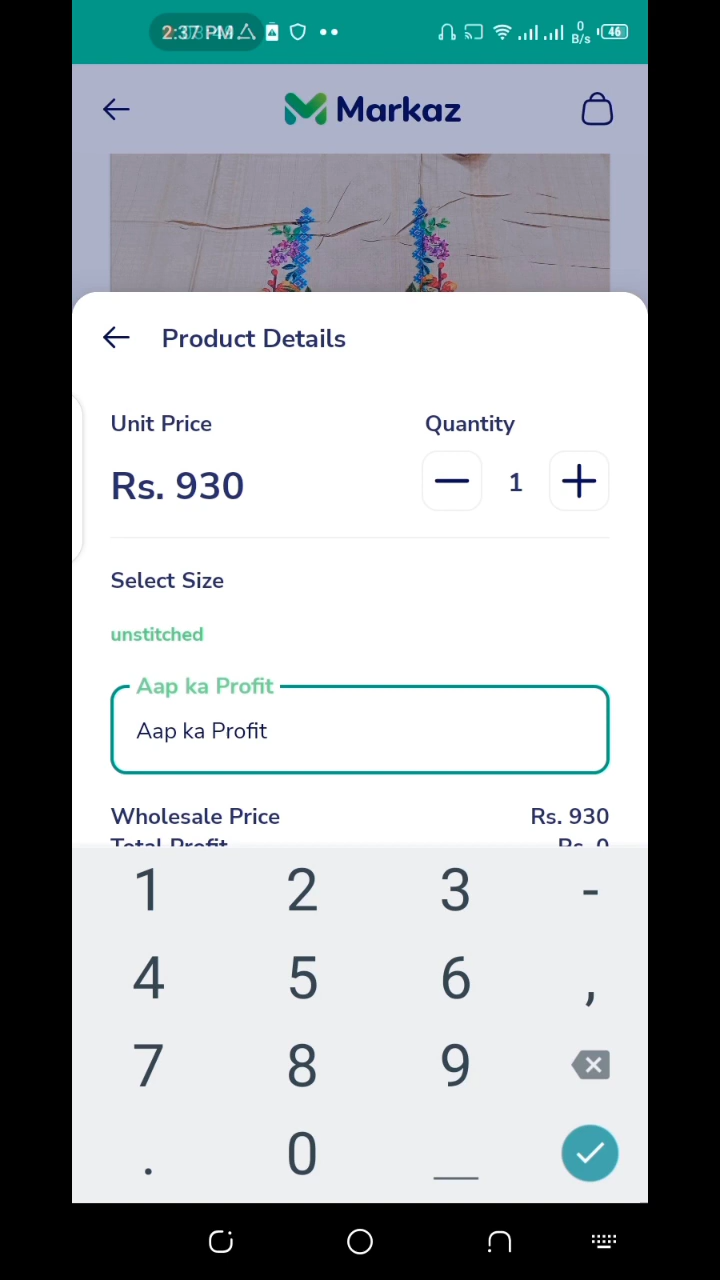 2:37 PM
0
B/s
46
Markaz
Product Details
Unit Price
Quantity
Rs. 930
1
Select Size
unstitched
Aap ka Profit
Aap ka Profit
Wholesale Price Rs. 930
Total Profit Rs. 0
1 2 3 -
4 5 6 ,
7 8 9
. 0